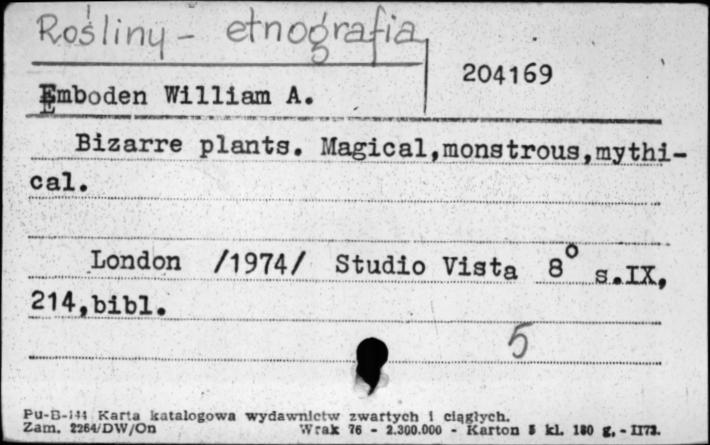 Rośliny - etnografia
204169
Emboden William A.
Bizarre plants. Magical,monstrous,mythi-
cal.
London /1974/ Studio Vista 8° s.IX,
214,bibl.
5
Pu-B-144 Karta katalogowa wydawnictw zwartych i ciągłych.
Zam. 2264/DW/On Wrak 76 - 2.300.000 - Karton 5 kl. 180 g. - II73.